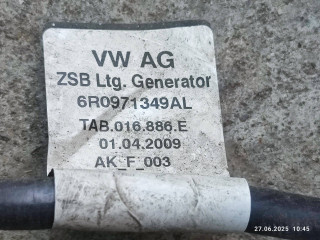 VW AG
ZSB Ltg. Generator
6R0971349AL
TAB.016.886.E
01.04.2009
AK_F_003
27.06.2025 10:45